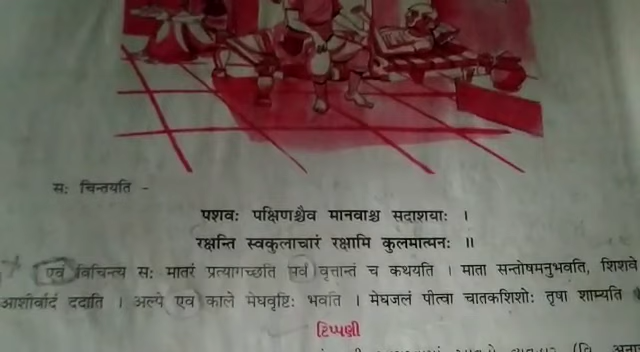 सः चिन्तयति -
पशवः पक्षिणश्चैव मानवाश्च सदाशयाः ।
रक्षन्ति स्वकुलाचारं रक्षामि कुलमात्मनः ॥
एवं विचिन्त्य सः मातरं प्रत्यागच्छति सर्वं वृत्तान्तं च कथयति । माता सन्तोषमनुभवति, शिशवे
आशीर्वादं ददाति । अल्पे एव काले मेघवृष्टिः भवति । मेघजलं पीत्वा चातकशिशोः तृषा शाम्यति
टिप्पणी